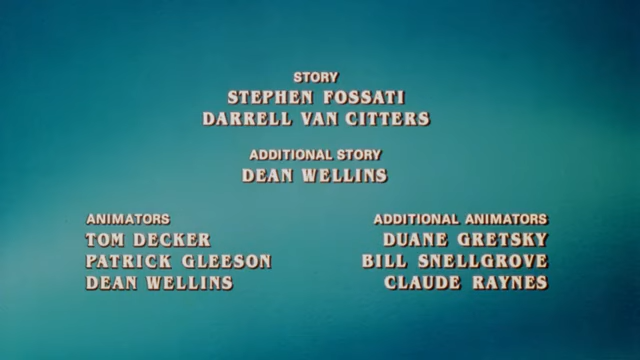 STORY
STEPHEN FOSSATI
DARRELL VAN CITTERS
ADDITIONAL STORY
DEAN WELLINS
ANIMATORS
TOM DECKER
PATRICK GLEESON
DEAN WELLINS
ADDITIONAL ANIMATORS
DUANE GRETSKY
BILL SNELLGROVE
CLAUDE RAYNES